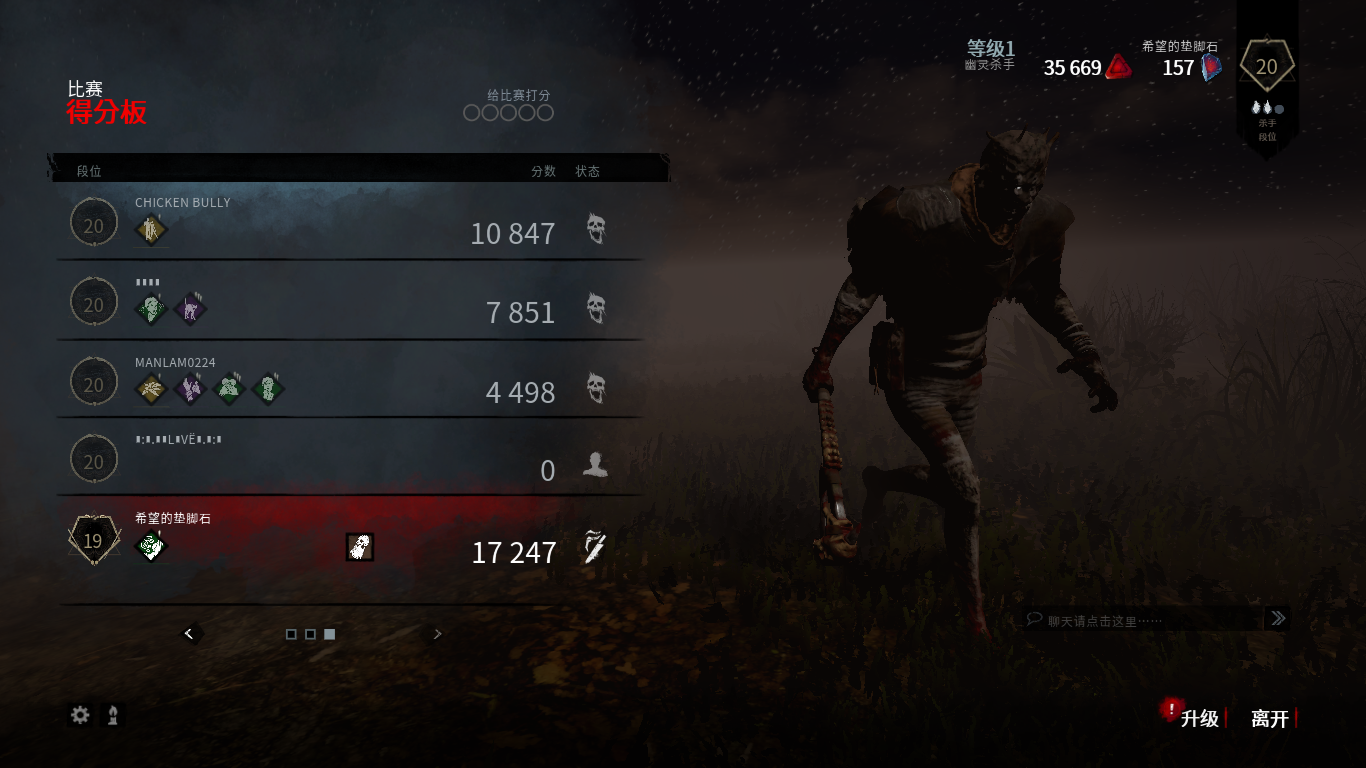 等级1
幽灵杀手
35 669
希望的垫脚石
157
20
杀手
段位
比赛
得分板
给比赛打分
段位 分数 状态
20 CHICKEN BULLY 10 847
20 7 851
20 MANLAM0224 4 498
20 0
19 希望的垫脚石 17 247
聊天请点击这里……
升级 离开